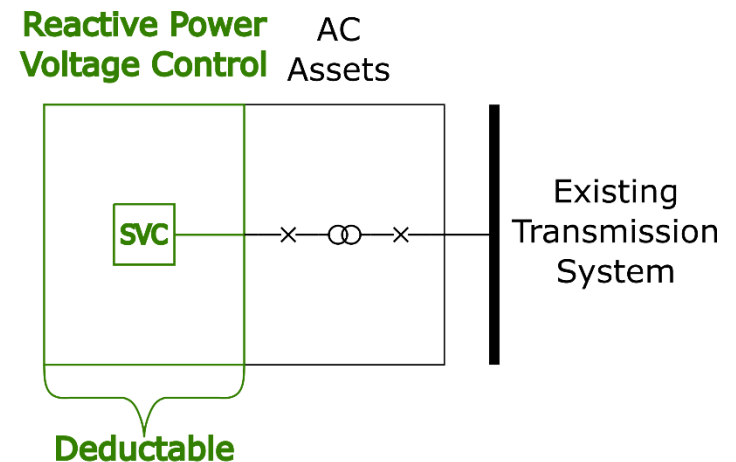 Reactive Power
Voltage Control
AC
Assets
SVC
Existing
Transmission
System
Deductable